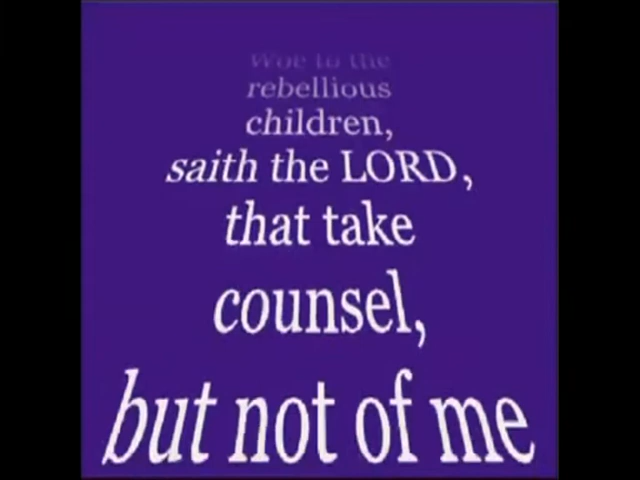 Woe to the
rebellious
children,
saith the LORD,
that take
counsel,
but not of me